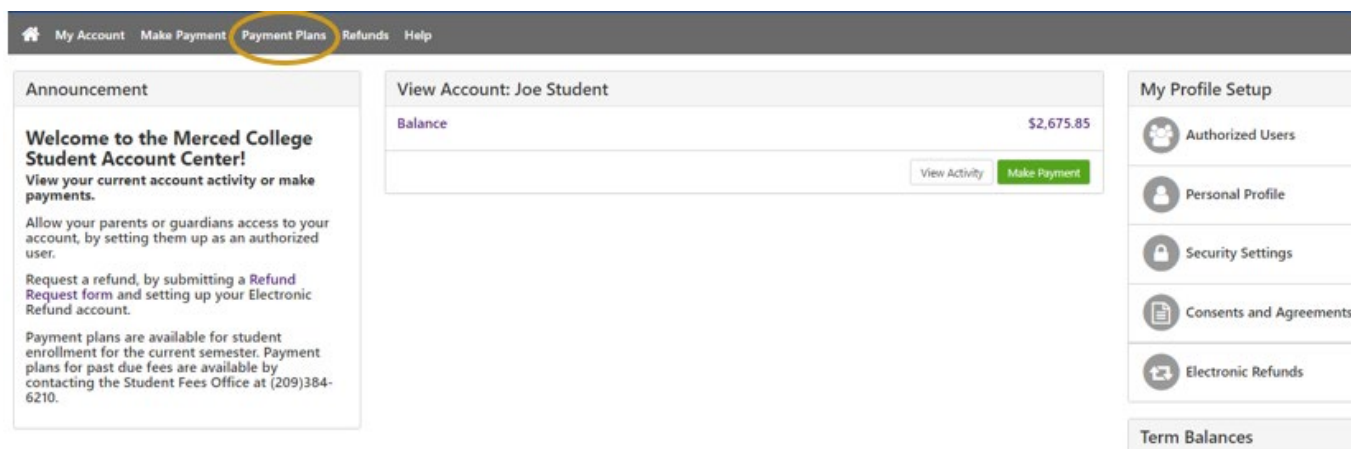 My Account Make Payment Payment Plans Refunds Help
Announcement
Welcome to the Merced College
Student Account Center!
View your current account activity or make
payments.
Allow your parents or guardians access to your
account, by setting them up as an authorized
user.
Request a refund, by submitting a Refund
Request form and setting up your Electronic
Refund account.
Payment plans are available for student
enrollment for the current semester. Payment
plans for past due fees are available by
contacting the Student Fees Office at (209)384-
6210.
View Account: Joe Student
Balance $2,675.85
View Activity Make Payment
My Profile Setup
Authorized Users
Personal Profile
Security Settings
Consents and Agreements
Electronic Refunds
Term Balances